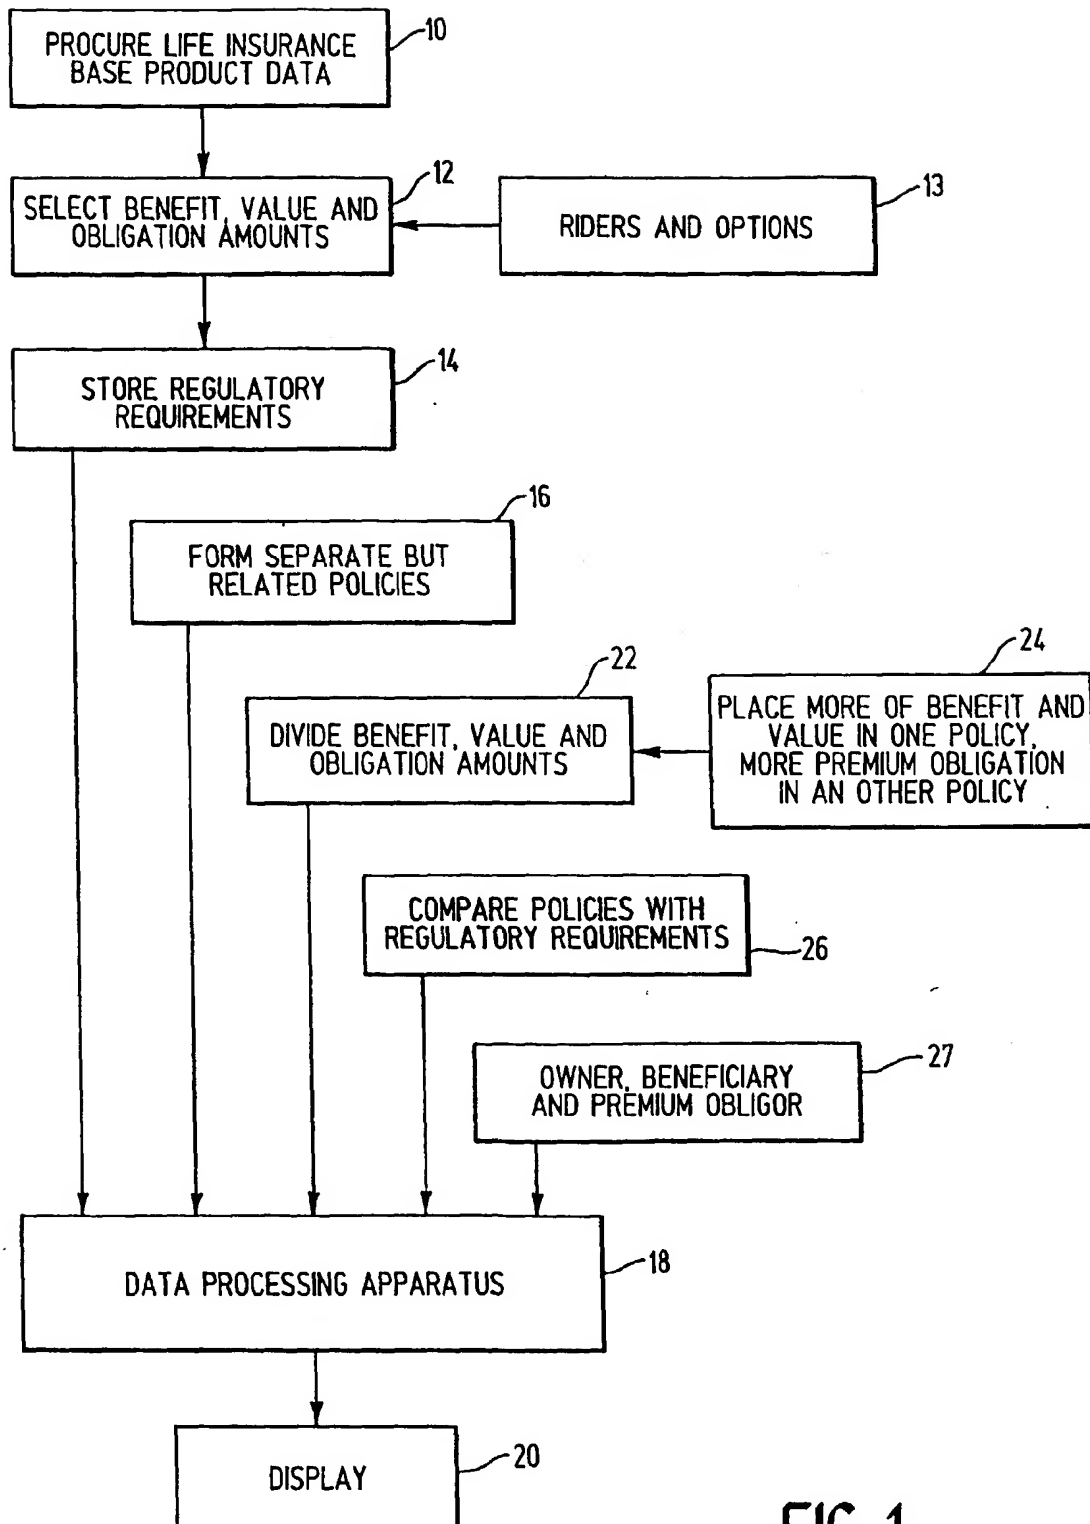 PROCURE LIFE INSURANCE
BASE PRODUCT DATA
10
SELECT BENEFIT, VALUE AND
OBLIGATION AMOUNTS
12
RIDERS AND OPTIONS
13
STORE REGULATORY
REQUIREMENTS
14
FORM SEPARATE BUT
RELATED POLICIES
16
DIVIDE BENEFIT, VALUE AND
OBLIGATION AMOUNTS
22
PLACE MORE OF BENEFIT AND
VALUE IN ONE POLICY,
MORE PREMIUM OBLIGATION
IN AN OTHER POLICY
24
COMPARE POLICIES WITH
REGULATORY REQUIREMENTS
26
OWNER, BENEFICIARY
AND PREMIUM OBLIGOR
27
DATA PROCESSING APPARATUS
18
DISPLAY
20
FIG. 1